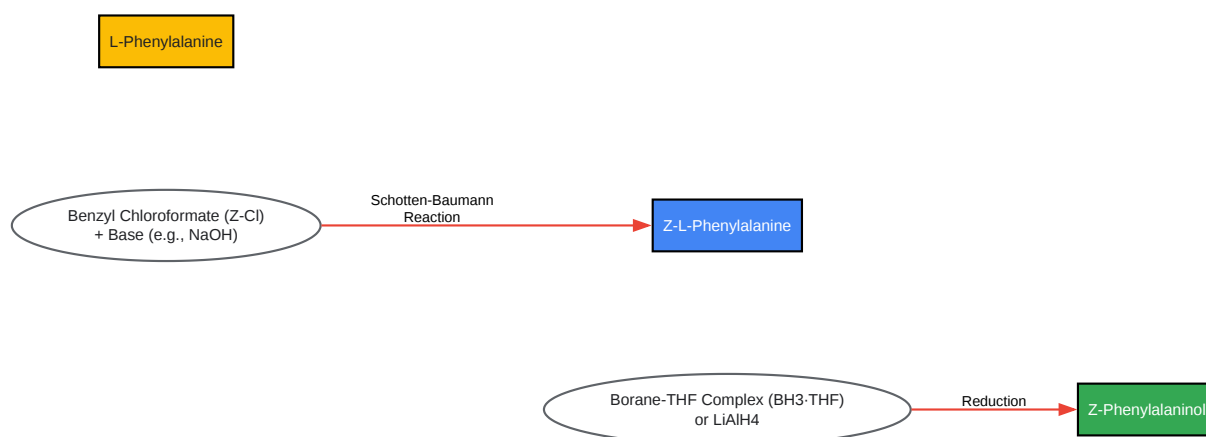 L-Phenylalanine
Schotten-Baumann
Reaction
Benzyl Chloroformate (Z-Cl)
+ Base (e.g., NaOH)
Z-L-Phenylalanine
Borane-THF Complex (BH3·THF)
or LiAlH4
Reduction
Z-Phenylalaninol